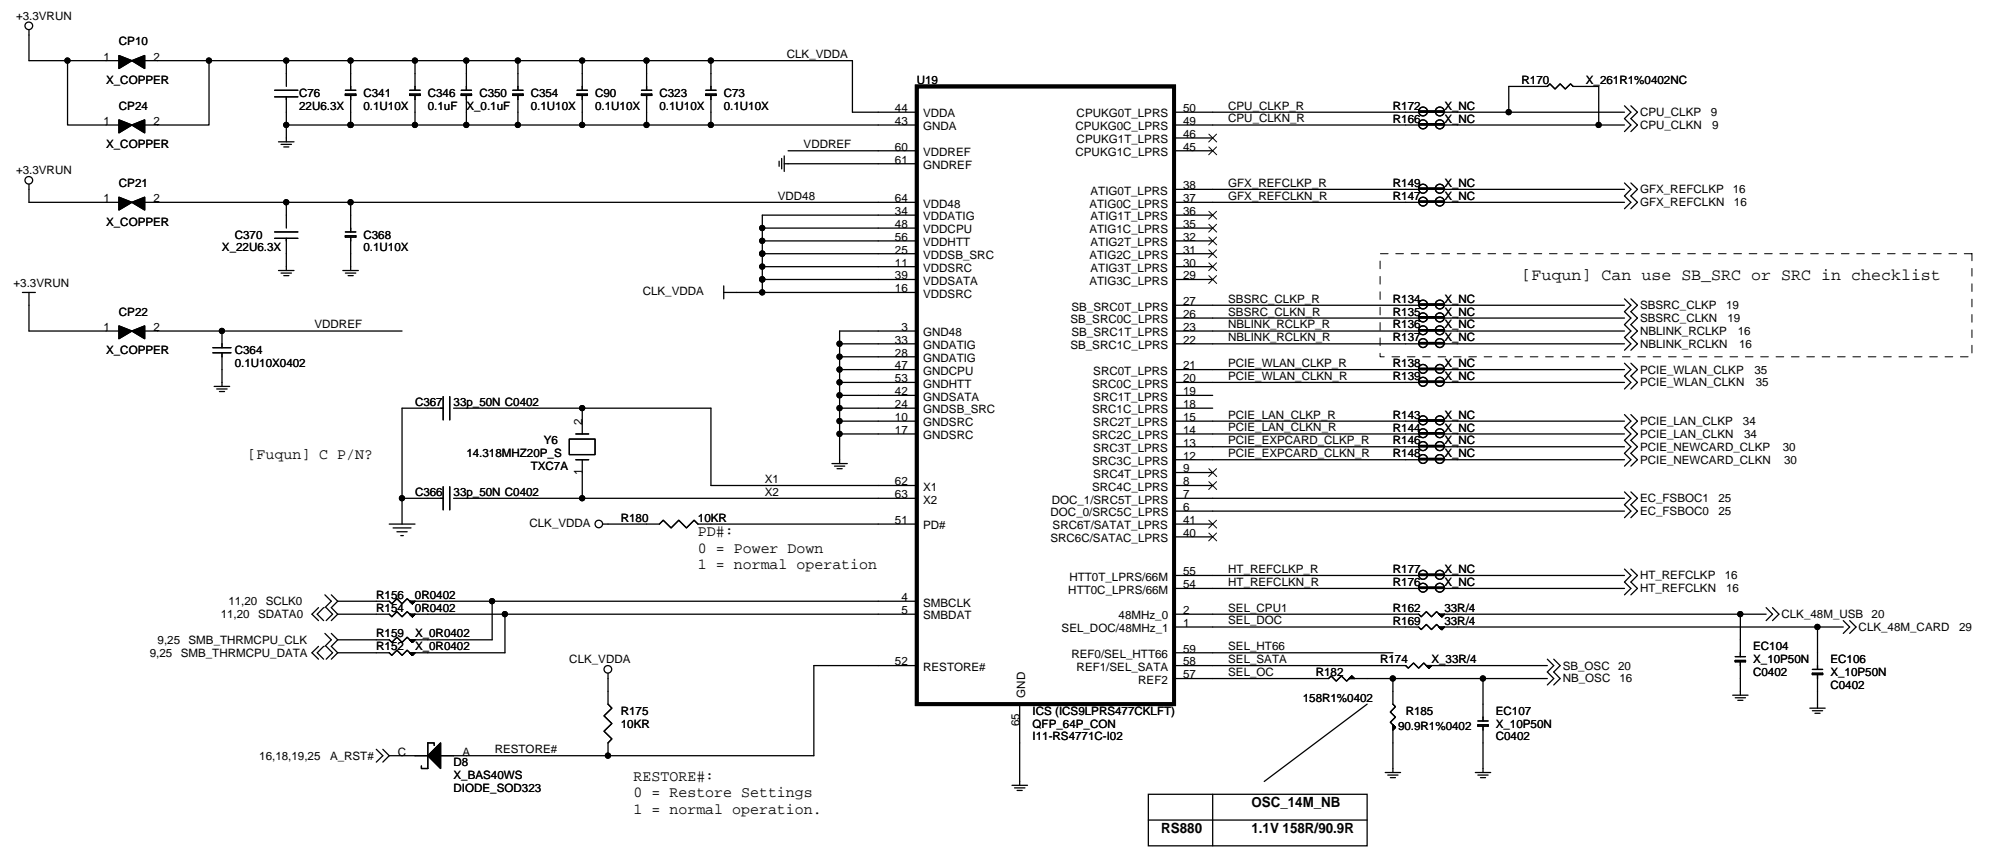 +3.3VRUN
CP10
1 2
X_COPPER
CP24
1 2
X_COPPER
C76
22U6.3X
C341
0.1U10X
C346
0.1uF
C350
X_0.1uF
C354
0.1U10X
C90
0.1U10X
C323
0.1U10X
C73
0.1U10X
CLK_VDDA
+3.3VRUN
CP21
1 2
X_COPPER
C370
X_22U6.3X
C368
0.1U10X
VDD48
VDDREF
+3.3VRUN
CP22
1 2
X_COPPER
VDDREF
C364
0.1U10X0402
CLK_VDDA
[Fuqun] C P/N?
C367 33p_50N C0402
Y6
14.318MHZ20P_S
TXC7A
2
1
C366 33p_50N C0402
X1
X2
CLK_VDDA R180 10KR
PD#:
0 = Power Down
1 = normal operation
11,20 SCLK0 R156 0R0402
11,20 SDATA0 R154 0R0402
9,25 SMB_THRMCPU_CLK R159 X_0R0402
9,25 SMB_THRMCPU_DATA R152 X_0R0402
CLK_VDDA
R175
10KR
16,18,19,25 A_RST# C A RESTORE#
D8
X_BAS40WS
DIODE_SOD323
RESTORE#:
0 = Restore Settings
1 = normal operation.
U19
44 VDDA
43 GNDA
60 VDDREF
61 GNDREF
64 VDD48
34 VDDATIG
48 VDDCPU
56 VDDHTT
25 VDDSB_SRC
11 VDDSRC
39 VDDSATA
16 VDDSRC
3 GND48
33 GNDATIG
28 GNDATIG
47 GNDCPU
53 GNDHTT
42 GNDSATA
24 GNDSB_SRC
10 GNDSRC
17 GNDSRC
62 X1
63 X2
51 PD#
4 SMBCLK
5 SMBDAT
52 RESTORE#
GND
65
ICS (ICS9LPRS477CKLFT)
QFP_64P_CON
I11-RS4771C-I02
R170 X_261R1%0402NC
CPUKG0T_LPRS 50 CPU_CLKP_R R172 X_NC CPU_CLKP 9
CPUKG0C_LPRS 49 CPU_CLKN_R R166 X_NC CPU_CLKN 9
CPUKG1T_LPRS 46
CPUKG1C_LPRS 45
ATIG0T_LPRS 38 GFX_REFCLKP_R R149 X_NC GFX_REFCLKP 16
ATIG0C_LPRS 37 GFX_REFCLKN_R R147 X_NC GFX_REFCLKN 16
ATIG1T_LPRS 36
ATIG1C_LPRS 35
ATIG2T_LPRS 32
ATIG2C_LPRS 31
ATIG3T_LPRS 30
ATIG3C_LPRS 29
[Fuqun] Can use SB_SRC or SRC in checklist
SB_SRC0T_LPRS 27 SBSRC_CLKP_R R134 X_NC SBSRC_CLKP 19
SB_SRC0C_LPRS 26 SBSRC_CLKN_R R135 X_NC SBSRC_CLKN 19
SB_SRC1T_LPRS 23 NBLINK_RCLKP_R R136 X_NC NBLINK_RCLKP 16
SB_SRC1C_LPRS 22 NBLINK_RCLKN_R R137 X_NC NBLINK_RCLKN 16
SRC0T_LPRS 21 PCIE_WLAN_CLKP_R R138 X_NC PCIE_WLAN_CLKP 35
SRC0C_LPRS 20 PCIE_WLAN_CLKN_R R139 X_NC PCIE_WLAN_CLKN 35
SRC1T_LPRS 19
SRC1C_LPRS 18
SRC2T_LPRS 15 PCIE_LAN_CLKP_R R143 X_NC PCIE_LAN_CLKP 34
SRC2C_LPRS 14 PCIE_LAN_CLKN_R R144 X_NC PCIE_LAN_CLKN 34
SRC3T_LPRS 13 PCIE_EXPCARD_CLKP_R R146 X_NC PCIE_NEWCARD_CLKP 30
SRC3C_LPRS 12 PCIE_EXPCARD_CLKN_R R148 X_NC PCIE_NEWCARD_CLKN 30
SRC4T_LPRS 9
SRC4C_LPRS 8
DOC_1/SRC5T_LPRS 7 EC_FSBOC1 25
DOC_0/SRC5C_LPRS 6 EC_FSBOC0 25
SRC6T/SATAT_LPRS 41
SRC6C/SATAC_LPRS 40
HTT0T_LPRS/66M 55 HT_REFCLKP_R R177 X_NC HT_REFCLKP 16
HTT0C_LPRS/66M 54 HT_REFCLKN_R R176 X_NC HT_REFCLKN 16
48MHz_0 2 SEL_CPU1 R162 33R/4 CLK_48M_USB 20
SEL_DOC/48MHz_1 1 SEL_DOC R169 33R/4 CLK_48M_CARD 29
REF0/SEL_HTT66 59 SEL_HT66
REF1/SEL_SATA 58 SEL_SATA R174 X_33R/4 SB_OSC 20
REF2 57 SEL_OC R182 NB_OSC 16
158R1%0402
R185
90.9R1%0402
EC107
X_10P50N
C0402
EC104
X_10P50N
C0402
EC106
X_10P50N
C0402
OSC_14M_NB
RS880 1.1V 158R/90.9R